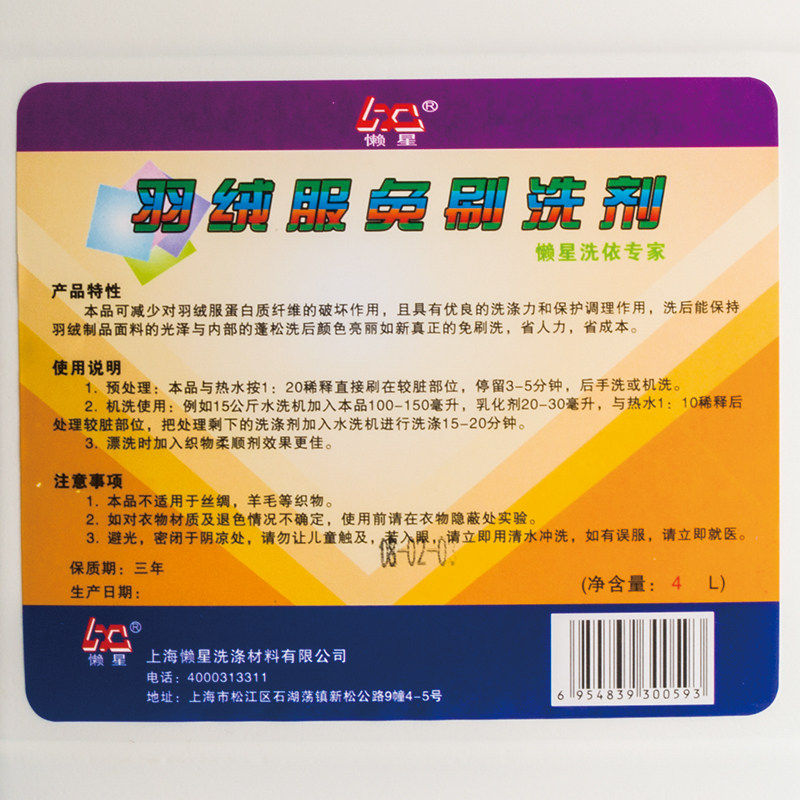 懒星®
羽绒服免刷洗剂
懒星洗依专家
产品特性
本品可减少对羽绒服蛋白质纤维的破坏作用，且具有优良的洗涤力和保护调理作用，洗后能保持
羽绒制品面料的光泽与内部的蓬松洗后颜色亮丽如新真正的免刷洗，省人力，省成本。
使用说明
1. 预处理：本品与热水按1：20稀释直接刷在较脏部位，停留3-5分钟，后手洗或机洗。
2. 机洗使用：例如15公斤水洗机加入本品100-150毫升，乳化剂20-30毫升，与热水1：10稀释后
处理较脏部位，把处理剩下的洗涤剂加入水洗机进行洗涤15-20分钟。
3. 漂洗时加入织物柔顺剂效果更佳。
注意事项
1. 本品不适用于丝绸，羊毛等织物。
2. 如对衣物材质及退色情况不确定，使用前请在衣物隐蔽处实验。
3. 避光，密闭于阴凉处，请勿让儿童触及，若入眼，请立即用清水冲洗，如有误服，请立即就医。
08-02-0
保质期：三年
生产日期：
(净含量：4 L)
懒星®
上海懒星洗涤材料有限公司
电话：4000313311
地址：上海市松江区石湖荡镇新松公路9幢4-5号
6 954839 300593